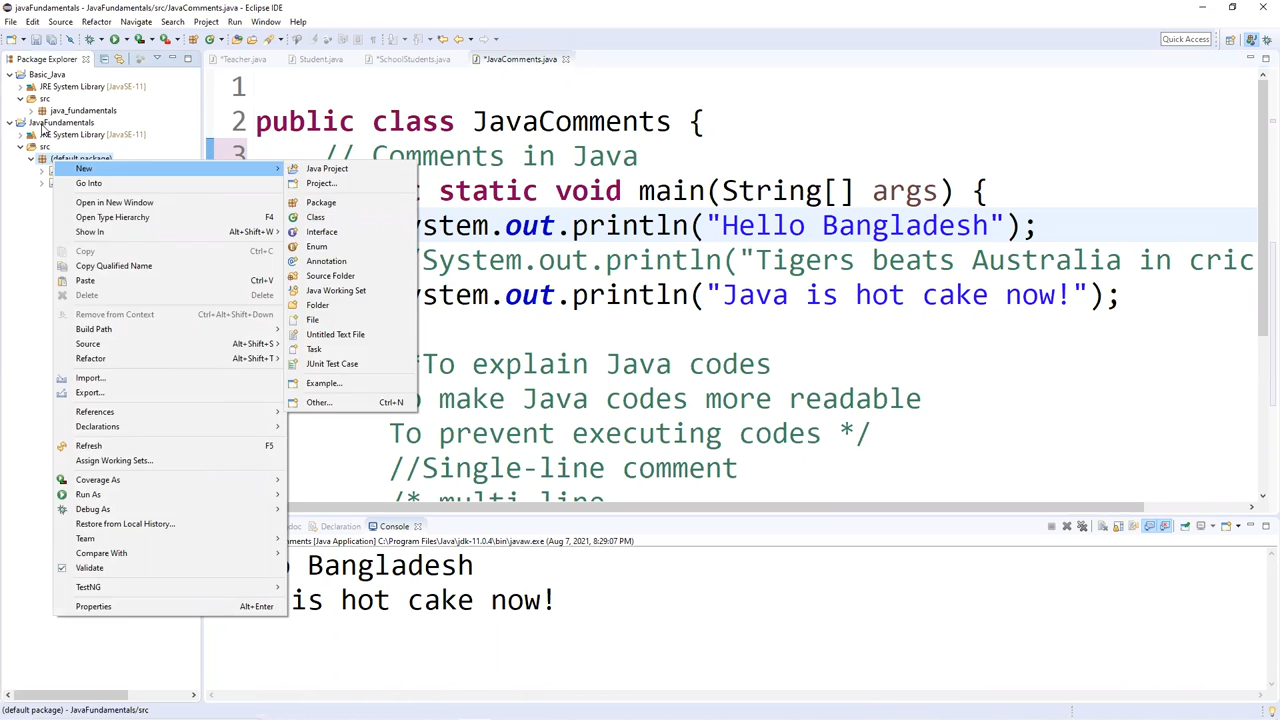 javaFundamentals - JavaFundamentals/src/JavaComments.java - Eclipse IDE
File Edit Source Refactor Navigate Search Project Run Window Help
Quick Access
Package Explorer
*Teacher.java Student.java *SchoolStudents.java *JavaComments.java
Basic_Java
JRE System Library [JavaSE-11]
src
java_fundamentals
JavaFundamentals
JRE System Library [JavaSE-11]
src
(default package)
New
Go Into
Open in New Window
Open Type Hierarchy F4
Show In Alt+Shift+W
Copy Ctrl+C
Copy Qualified Name
Paste Ctrl+V
Delete Delete
Remove from Context Ctrl+Alt+Shift+Down
Build Path
Source Alt+Shift+S
Refactor Alt+Shift+T
Import...
Export...
References
Declarations
Refresh F5
Assign Working Sets...
Coverage As
Run As
Debug As
Restore from Local History...
Team
Compare With
Validate
TestNG
Properties Alt+Enter
Java Project
Project...
Package
Class
Interface
Enum
Annotation
Source Folder
Java Working Set
Folder
File
Untitled Text File
Task
JUnit Test Case
Example...
Other... Ctrl+N
1
2 public class JavaComments {
3 // Comments in Java
static void main(String[] args) {
ystem.out.println("Hello Bangladesh");
/System.out.println("Tigers beats Australia in cric
ystem.out.println("Java is hot cake now!");
*To explain Java codes
o make Java codes more readable
To prevent executing codes */
//Single-line comment
/* multi-line
doc Declaration Console
ments [Java Application] C:\Program Files\Java\jdk-11.0.4\bin\javaw.exe (Aug 7, 2021, 8:29:07 PM)
o Bangladesh
is hot cake now!
(default package) - JavaFundamentals/src